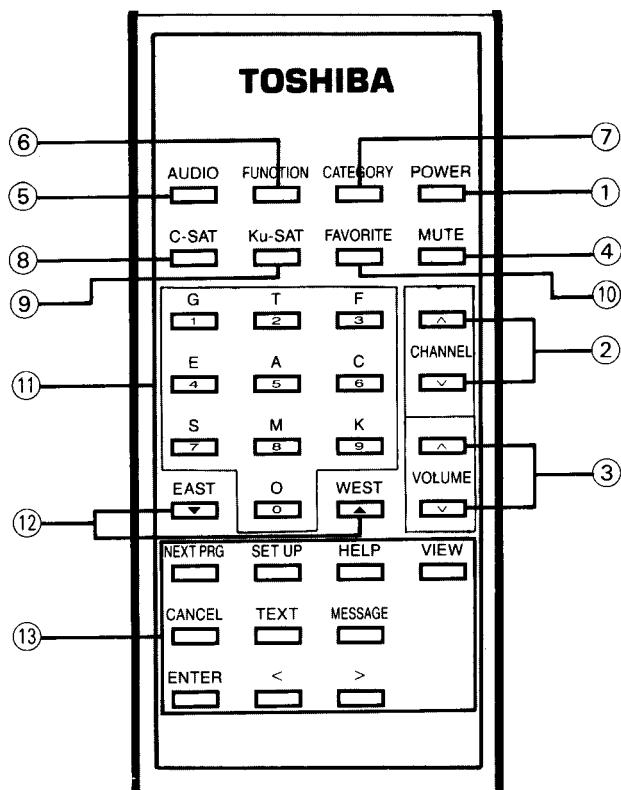 TOSHIBA
⑥ ⑦
AUDIO FUNCTION CATEGORY POWER
⑤ ①
C-SAT Ku-SAT FAVORITE MUTE
⑧ ④
⑨ ⑩
G T F
1 2 3
CHANNEL ②
E A C
⑪ 4 5 6
S M K
7 8 9
VOLUME ③
EAST O WEST
0
⑫
NEXT PRG SET UP HELP VIEW
CANCEL TEXT MESSAGE
⑬
ENTER < >